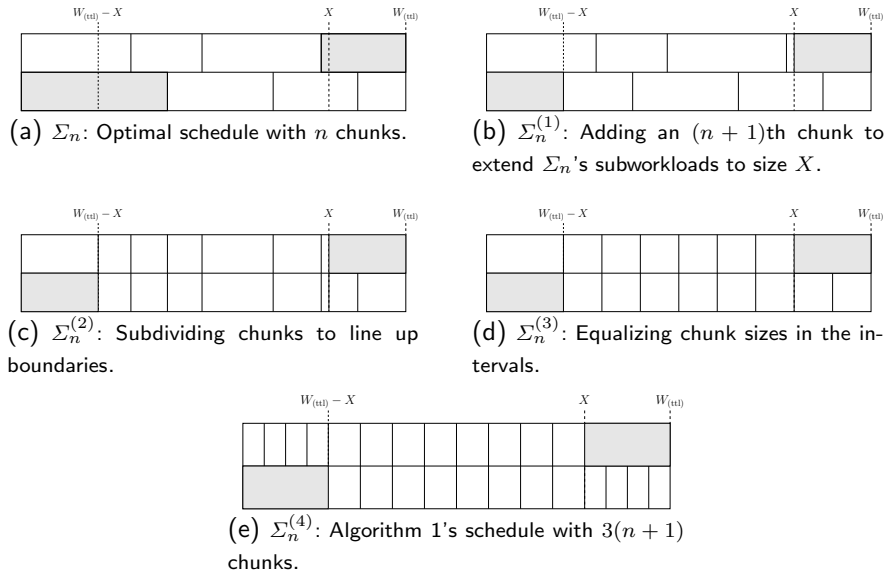 W(ttl) − X X W(ttl)
(a) Σn: Optimal schedule with n chunks.
W(ttl) − X X W(ttl)
(b) Σn(1): Adding an (n + 1)th chunk to
extend Σn's subworkloads to size X.
W(ttl) − X X W(ttl)
(c) Σn(2): Subdividing chunks to line up
boundaries.
W(ttl) − X X W(ttl)
(d) Σn(3): Equalizing chunk sizes in the in-
tervals.
W(ttl) − X X W(ttl)
(e) Σn(4): Algorithm 1's schedule with 3(n + 1)
chunks.